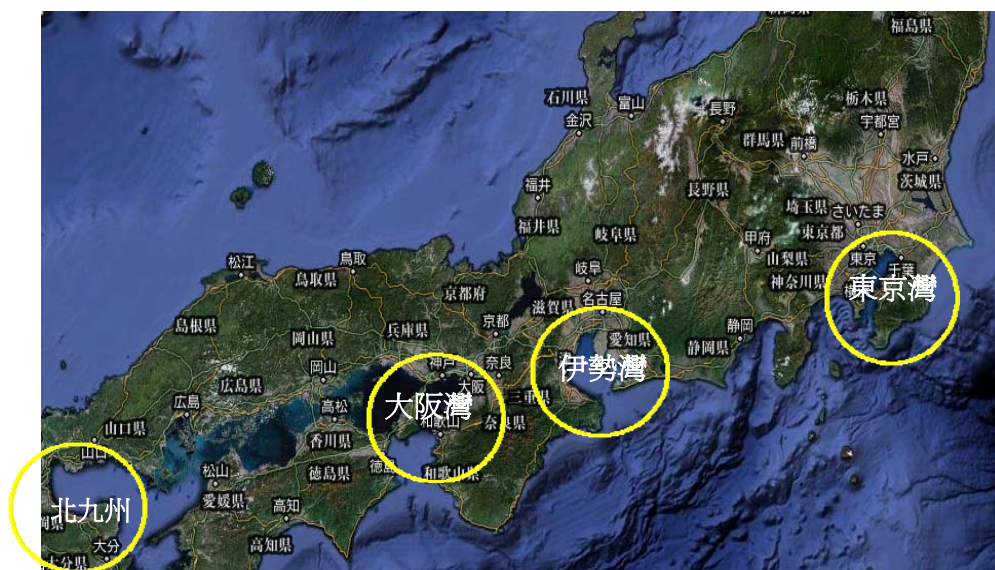 福島県
石川県
富山
金沢
長野
栃木県
宇都宮
群馬県
前橋
水戸
茨城県
福井
長野県
福井県
岐阜県
埼玉県
さいたま
東京都
甲府
山梨県
東京
千葉
神奈川県
東京灣
松江
鳥取
鳥取県
京都府
岐阜
名古屋
滋賀県
島根県
岡山県
兵庫県
京都
愛知県
静岡
静岡県
神戸
奈良
大阪
伊勢灣
三重県
岡山
広島県
広島
高松
大阪灣
和歌山
奈良県
山口県
山口
香川県
徳島
徳島県
和歌山県
松山
愛媛県
高知
高知県
北九州
岡県
大分
大分県